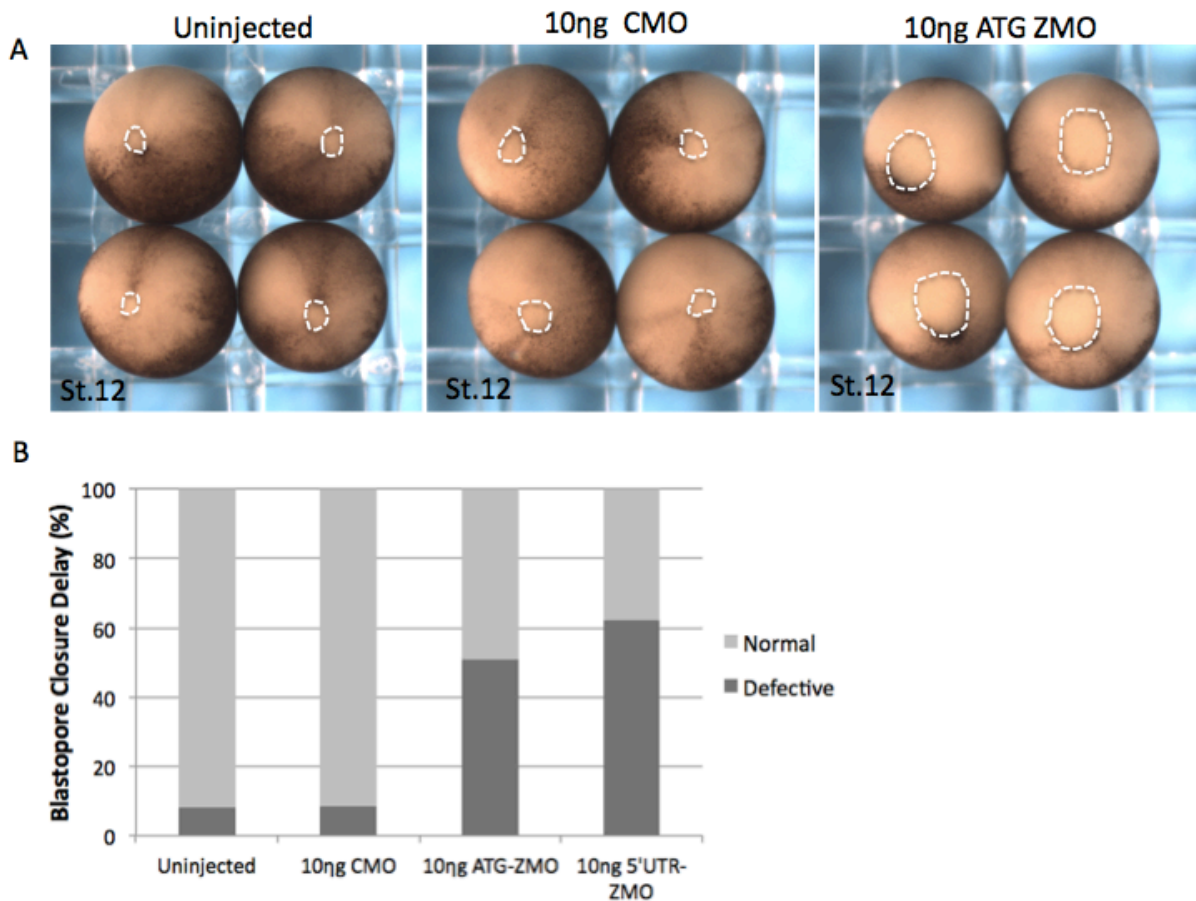 A
Uninjected
10ηg CMO
10ηg ATG ZMO
St.12
St.12
St.12
B
Blastopore Closure Delay (%)
100
80
60
40
20
0
Uninjected
10ηg CMO
10ηg ATG-ZMO
10ng 5'UTR-
ZMO
Normal
Defective